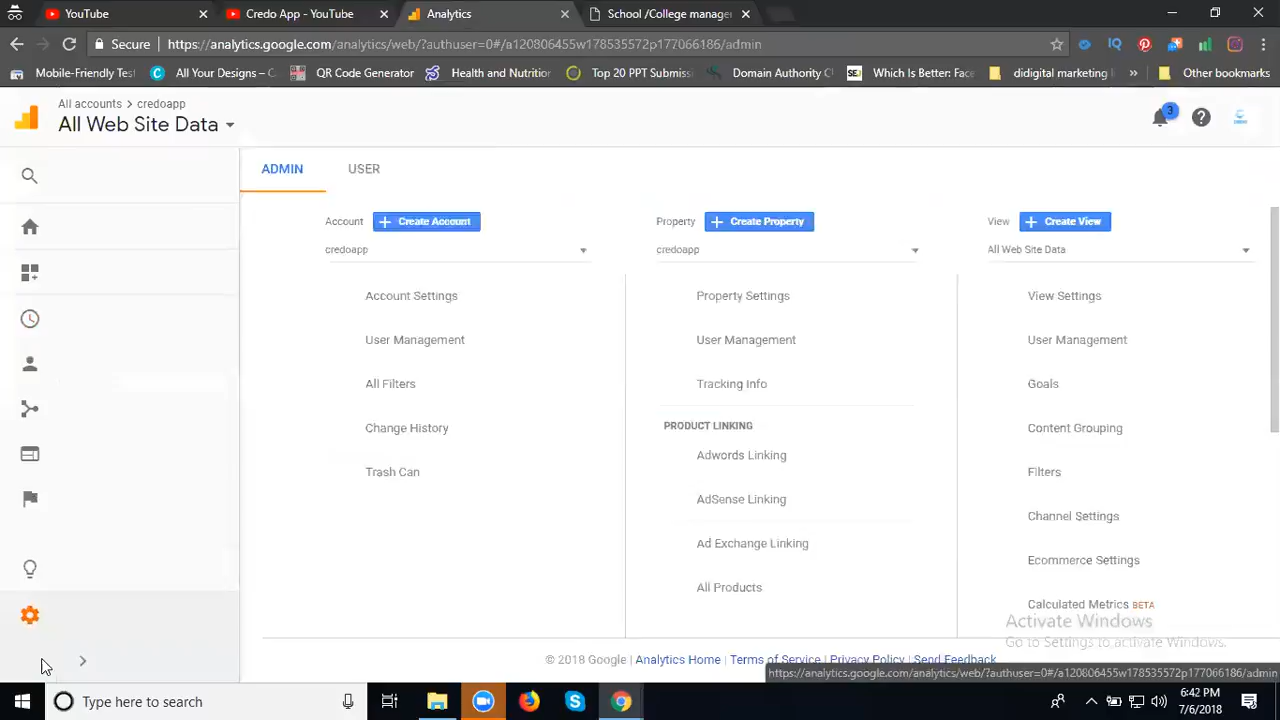 YouTube
Credo App - YouTube
Analytics
School /College manager
Secure
https://analytics.google.com/analytics/web/?authuser=0#/a120806455w178535572p177066186/admin
Mobile-Friendly Test
All Your Designs –
QR Code Generator
Health and Nutrition
Top 20 PPT Submiss
Domain Authority C
SEJ
Which Is Better: Face
didigital marketing
Other bookmarks
All accounts > credoapp
All Web Site Data
3
ADMIN
USER
Account
Create Account
Property
Create Property
View
Create View
credoapp
credoapp
All Web Site Data
Account Settings
Property Settings
View Settings
User Management
User Management
User Management
All Filters
Tracking Info
Goals
Change History
PRODUCT LINKING
Content Grouping
Adwords Linking
Trash Can
Filters
AdSense Linking
Channel Settings
Ad Exchange Linking
Ecommerce Settings
All Products
Calculated Metrics BETA
Activate Windows
Go to Settings to activate Windows.
© 2018 Google | Analytics Home | Terms of Service | Privacy Policy | Send Feedback
https://analytics.google.com/analytics/web/?authuser=0#/a120806455w178535572p177066186/admin
Type here to search
6:42 PM
7/6/2018